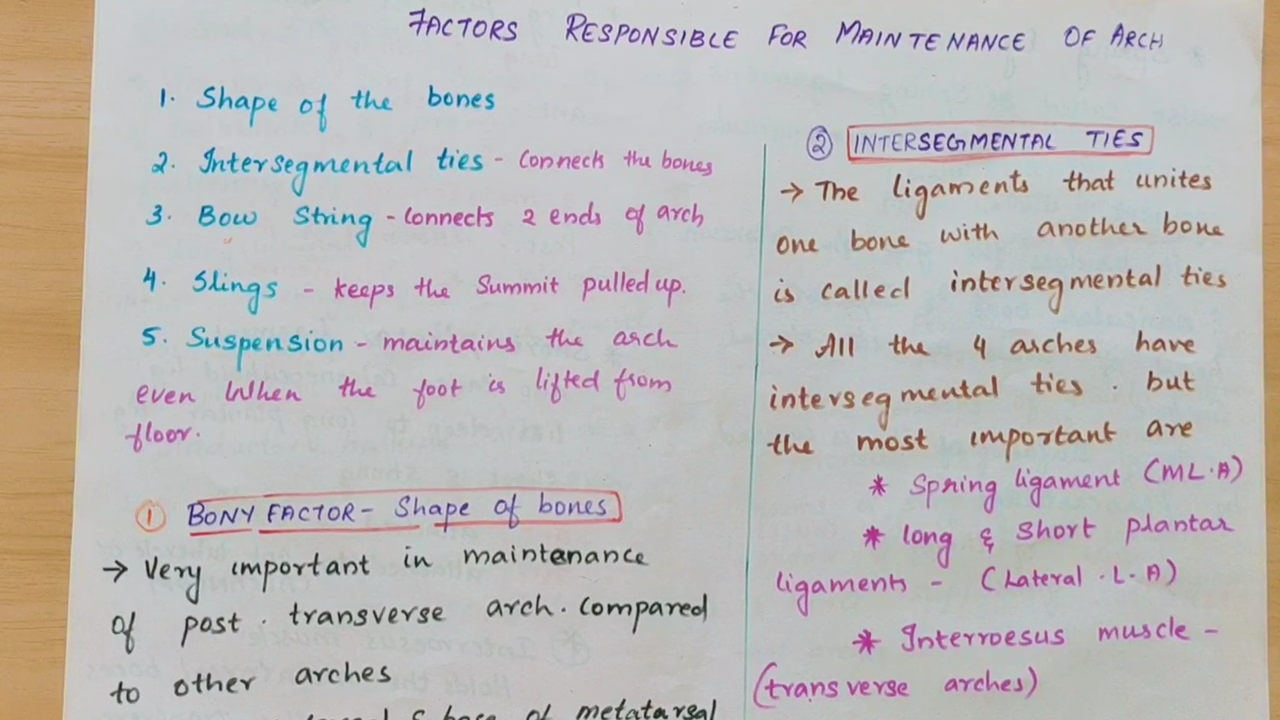 FACTORS RESPONSIBLE FOR MAINTENANCE OF ARCH
1. Shape of the bones
2. Intersegmental ties - Connects the bones
3. Bow String - Connects 2 ends of arch
4. Slings - keeps the Summit pulled up.
5. Suspension - maintains the arch
even when the foot is lifted from
floor.
① BONY FACTOR - Shape of bones
→ Very important in maintenance
of post. transverse arch. compared
to other arches
& base of metatarsal
② INTERSEGMENTAL TIES
→ The ligaments that unites
one bone with another bone
is called intersegmental ties
→ All the 4 arches have
intersegmental ties. but
the most important are
* Spring ligament (ML.A)
* long & short plantar
ligaments - (Lateral.L.A)
* Interroesus muscle -
(transverse arches)